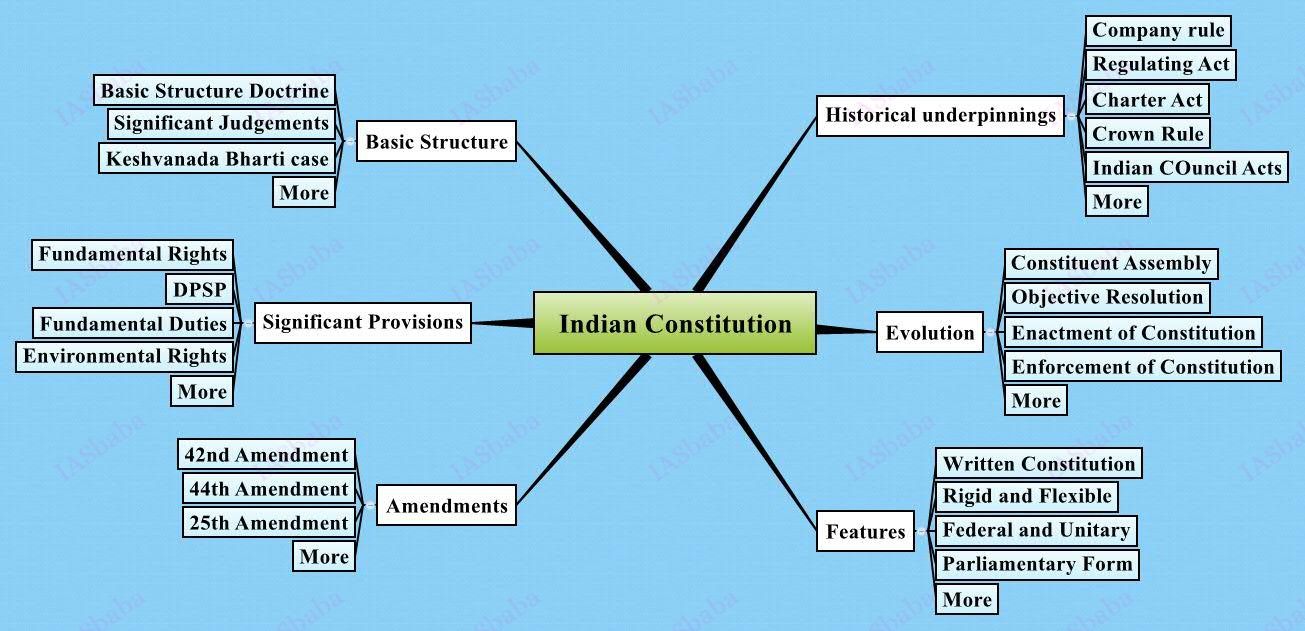 Indian Constitution
Basic Structure
Basic Structure Doctrine
Significant Judgements
Keshvanada Bharti case
More
Significant Provisions
Fundamental Rights
DPSP
Fundamental Duties
Environmental Rights
More
Amendments
42nd Amendment
44th Amendment
25th Amendment
More
Historical underpinnings
Company rule
Regulating Act
Charter Act
Crown Rule
Indian COuncil Acts
More
Evolution
Constituent Assembly
Objective Resolution
Enactment of Constitution
Enforcement of Constitution
More
Features
Written Constitution
Rigid and Flexible
Federal and Unitary
Parliamentary Form
More
IASbaba